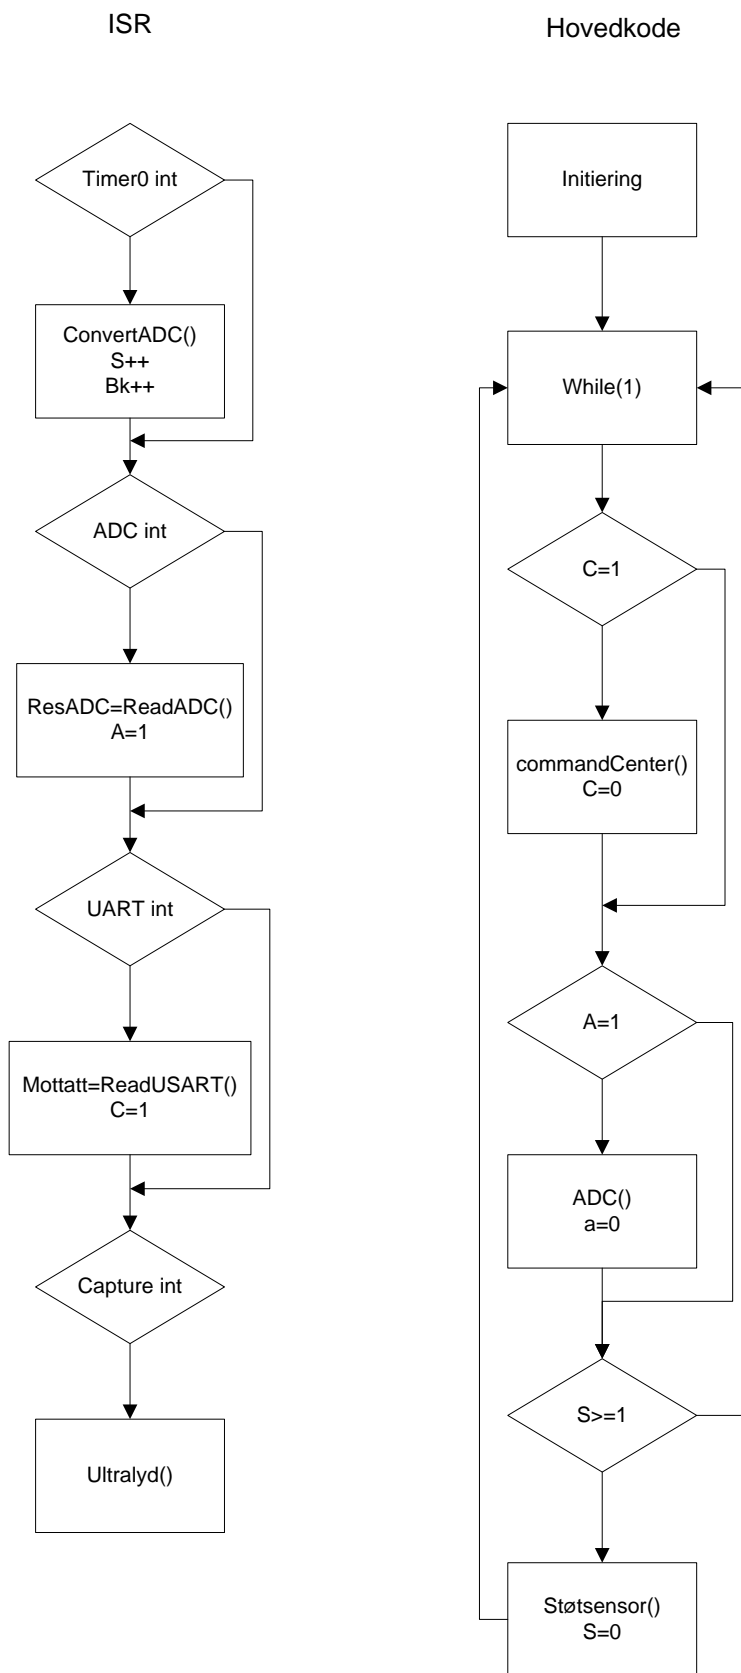 ISR
Timer0 int
ConvertADC()
S++
Bk++
ADC int
ResADC=ReadADC()
A=1
UART int
Mottatt=ReadUSART()
C=1
Capture int
Ultralyd()
Hovedkode
Initiering
While(1)
C=1
commandCenter()
C=0
A=1
ADC()
a=0
S>=1
Støtsensor()
S=0